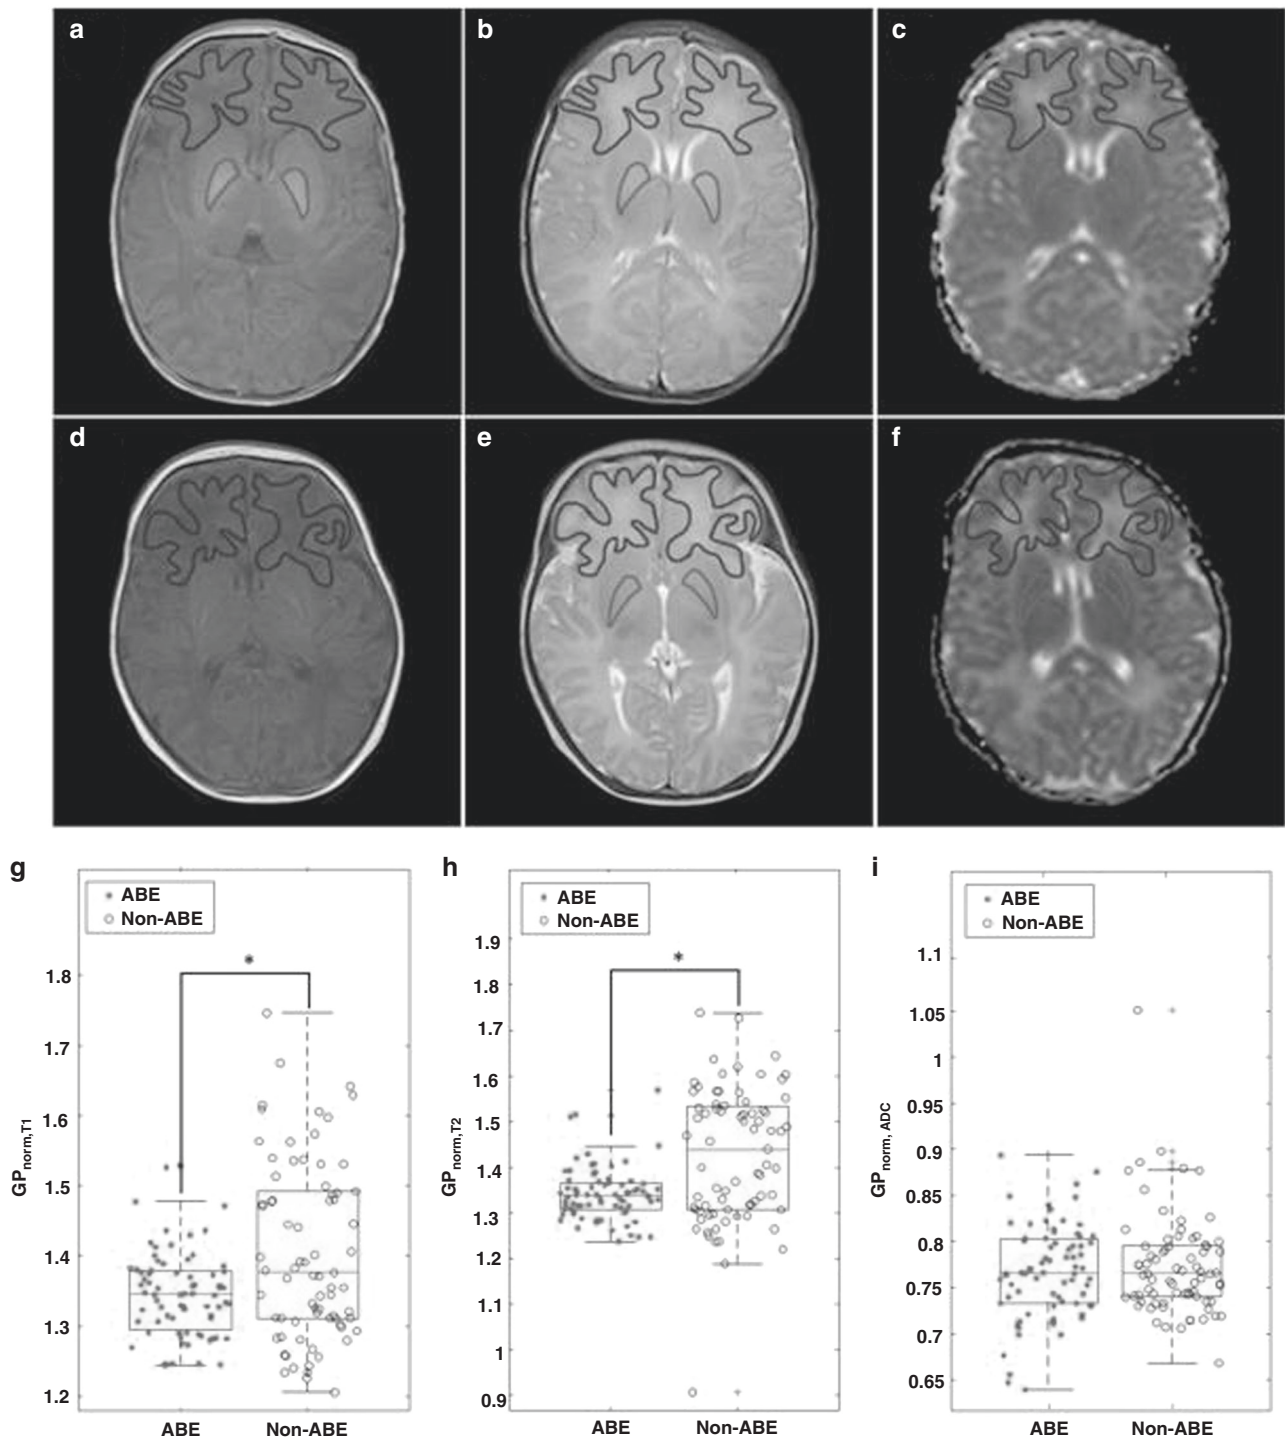 a
b
c
d
e
f
g
ABE
Non-ABE
*
1.8
1.7
1.6
1.5
1.4
1.3
1.2
GPnorm,T1
ABE
Non-ABE
h
ABE
Non-ABE
*
1.9
1.8
1.7
1.6
1.5
1.4
1.3
1.2
1.1
1
0.9
GPnorm,T2
ABE
Non-ABE
i
ABE
Non-ABE
1.1
1.05
1
0.95
0.9
0.85
0.8
0.75
0.7
0.65
GPnorm, ADC
ABE
Non-ABE